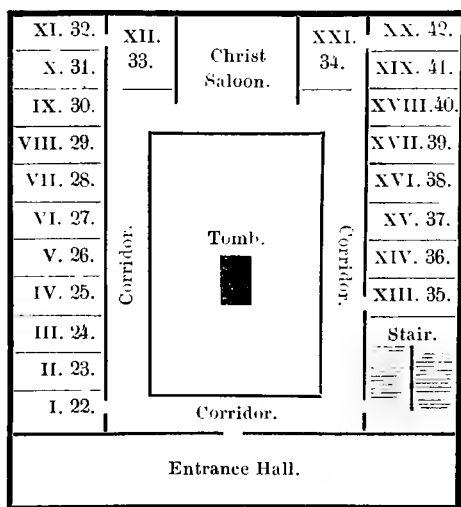 XI. 32.
X. 31.
IX. 30.
VIII. 29.
VII. 28.
VI. 27.
V. 26.
IV. 25.
III. 24.
II. 23.
I. 22.
XII.
33.
Christ
Saloon.
XXI.
34.
XX. 42.
XIX. 41.
XVIII. 40.
XVII. 39.
XVI. 38.
XV. 37.
XIV. 36.
XIII. 35.
Stair.
Corridor.
Tomb.
Corridor.
Corridor.
Entrance Hall.